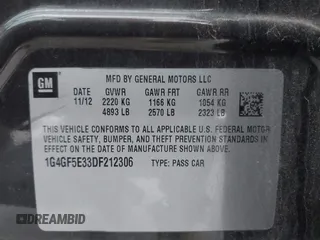 GM
MFD BY GENERAL MOTORS LLC
DATE GVWR GAWR FRT GAWR RR
11/12 2220 KG 1166 KG 1054 KG
4893 LB 2570 LB 2323 LB
THIS VEHICLE CONFORMS TO ALL APPLICABLE U.S. FEDERAL MOTOR
VEHICLE SAFETY, BUMPER, AND THEFT PREVENTION STANDARDS
IN EFFECT ON THE DATE OF MANUFACTURE SHOWN ABOVE.
1G4GF5E33DF212306 TYPE: PASS CAR
DREAMBID